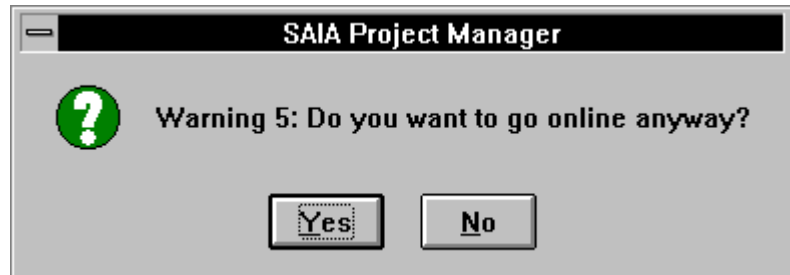 SAIA Project Manager
Warning 5: Do you want to go online anyway?
Yes No